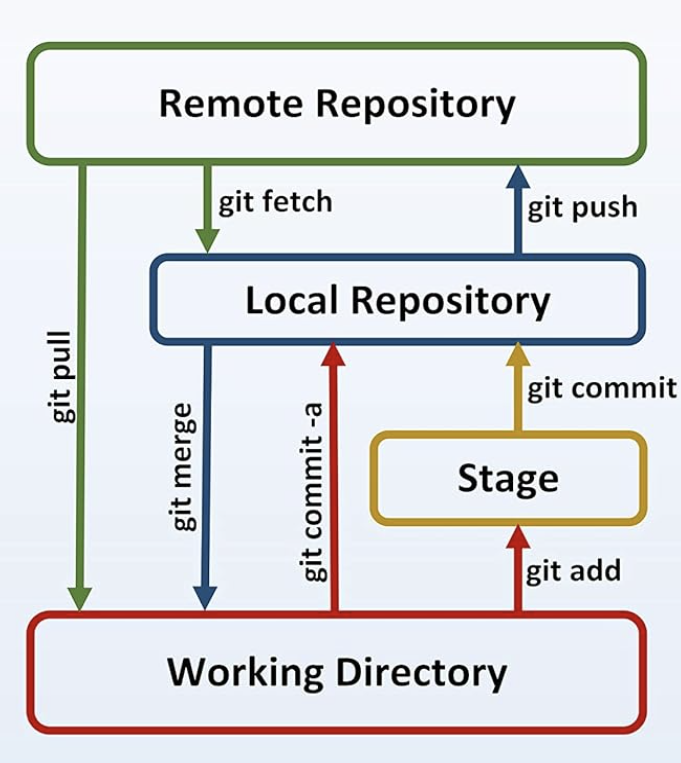 Remote Repository
git fetch
git push
Local Repository
git pull
git merge
git commit -a
git commit
Stage
git add
Working Directory